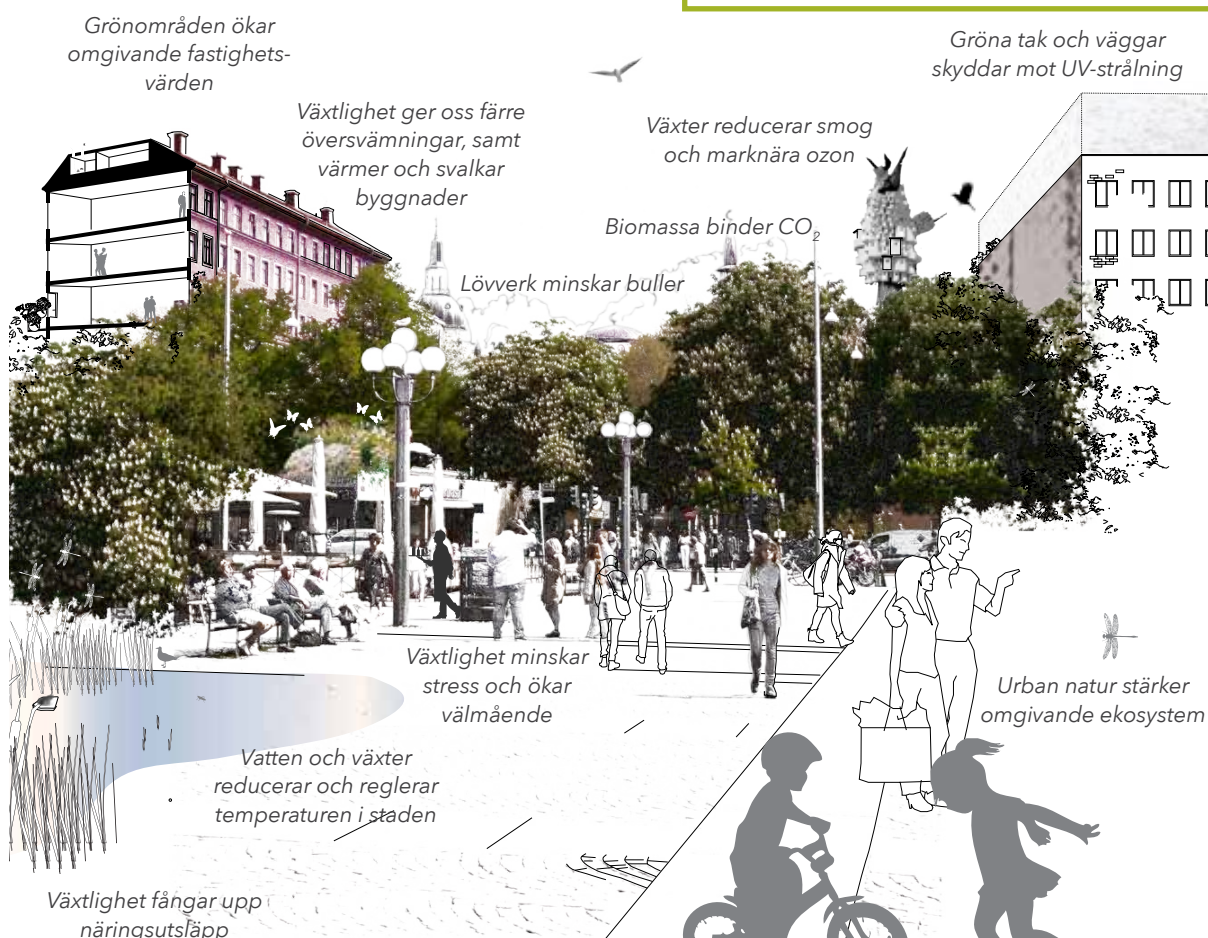 Grönområden ökar
omgivande fastighets-
värden
Gröna tak och väggar
skyddar mot UV-strålning
Växtlighet ger oss färre
översvämningar, samt
värmer och svalkar
byggnader
Växter reducerar smog
och marknära ozon
Biomassa binder CO₂
Lövverk minskar buller
Växtlighet minskar
stress och ökar
välmående
Urban natur stärker
omgivande ekosystem
Vatten och växter
reducerar och reglerar
temperaturen i staden
Växtlighet fångar upp
näringsutsläpp